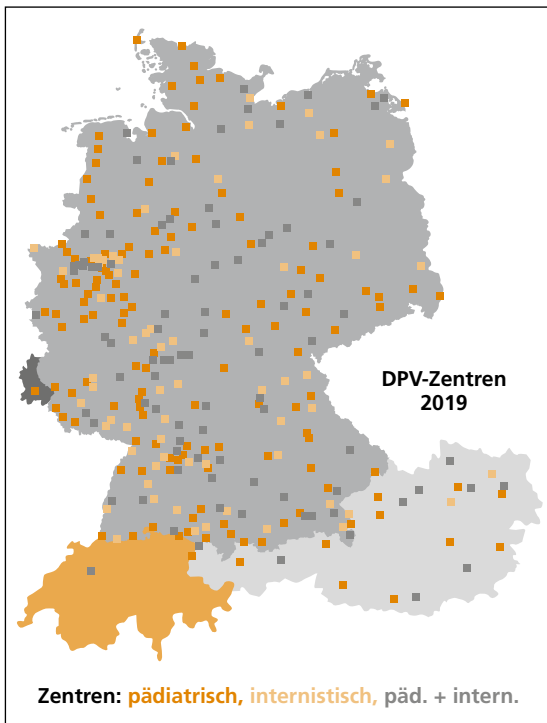 DPV-Zentren
2019
Zentren: pädiatrisch, internistisch, päd. + intern.